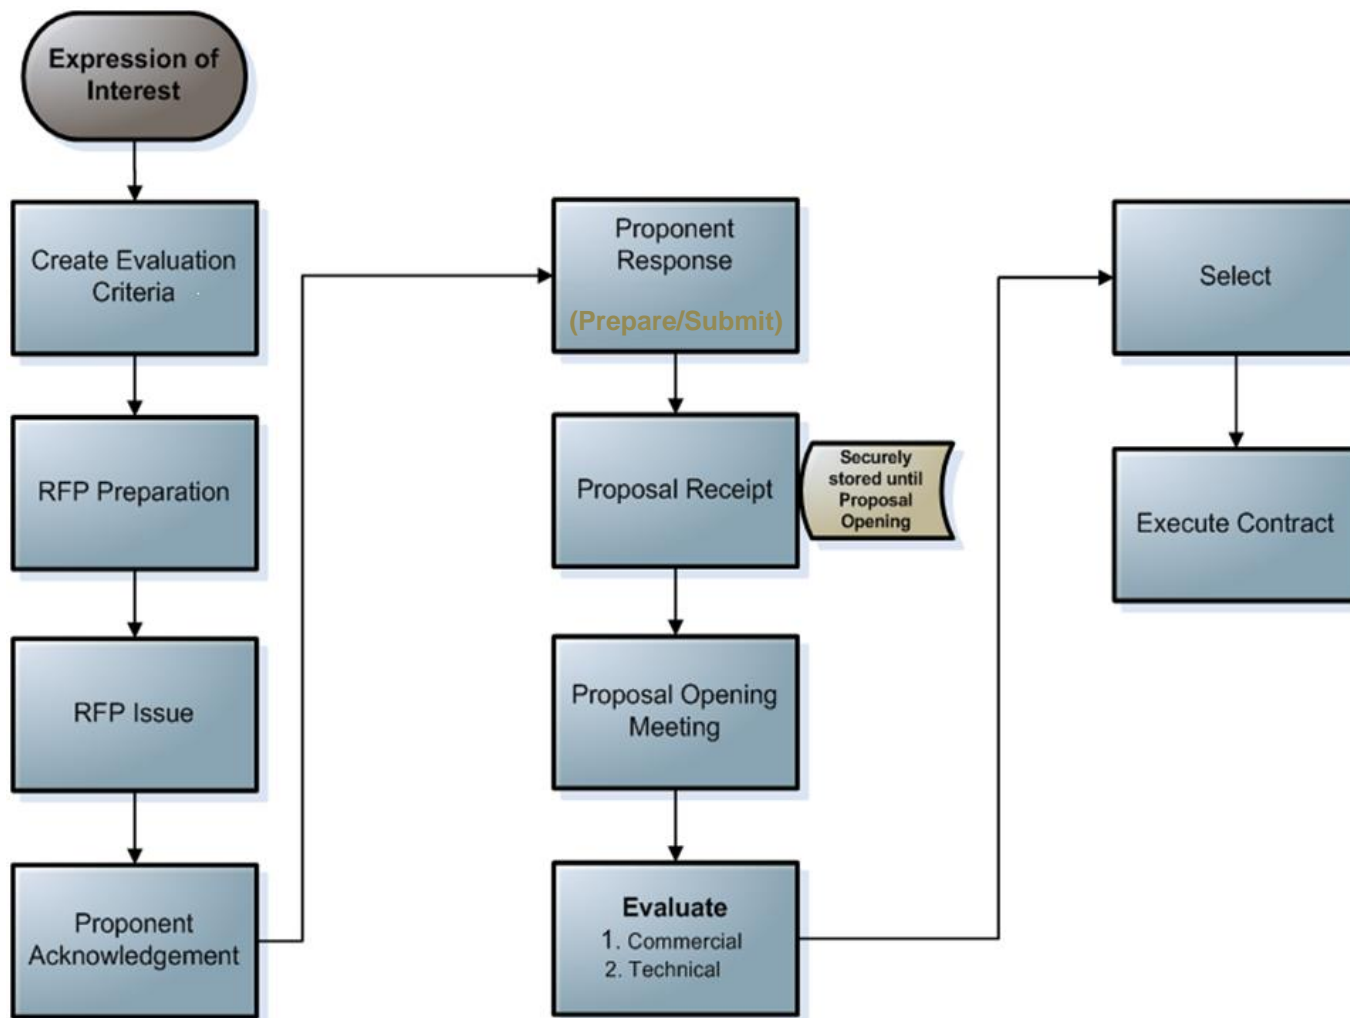 Expression of
Interest
Create Evaluation
Criteria
RFP Preparation
RFP Issue
Proponent
Acknowledgement
Proponent
Response
(Prepare/Submit)
Proposal Receipt
Securely
stored until
Proposal
Opening
Proposal Opening
Meeting
Evaluate
1. Commercial
2. Technical
Select
Execute Contract